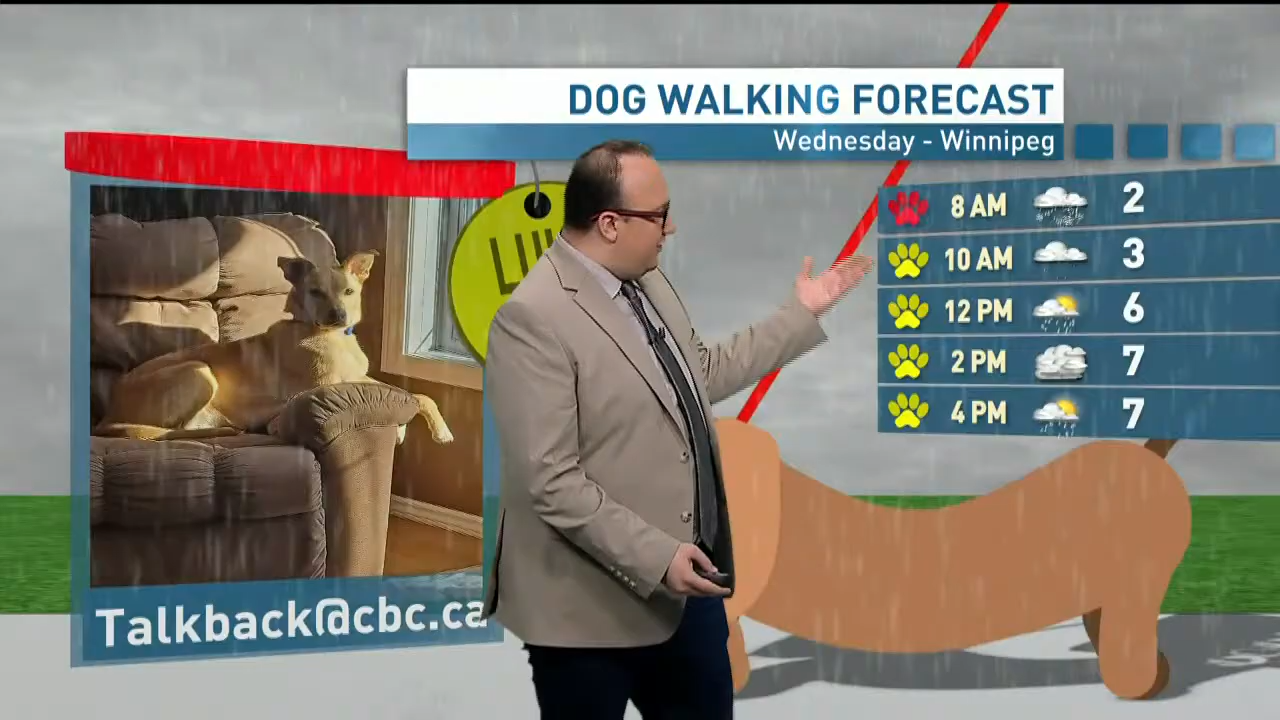 DOG WALKING FORECAST
Wednesday - Winnipeg
8 AM 2
10 AM 3
12 PM 6
2 PM 7
4 PM 7
Talkback@cbc.ca